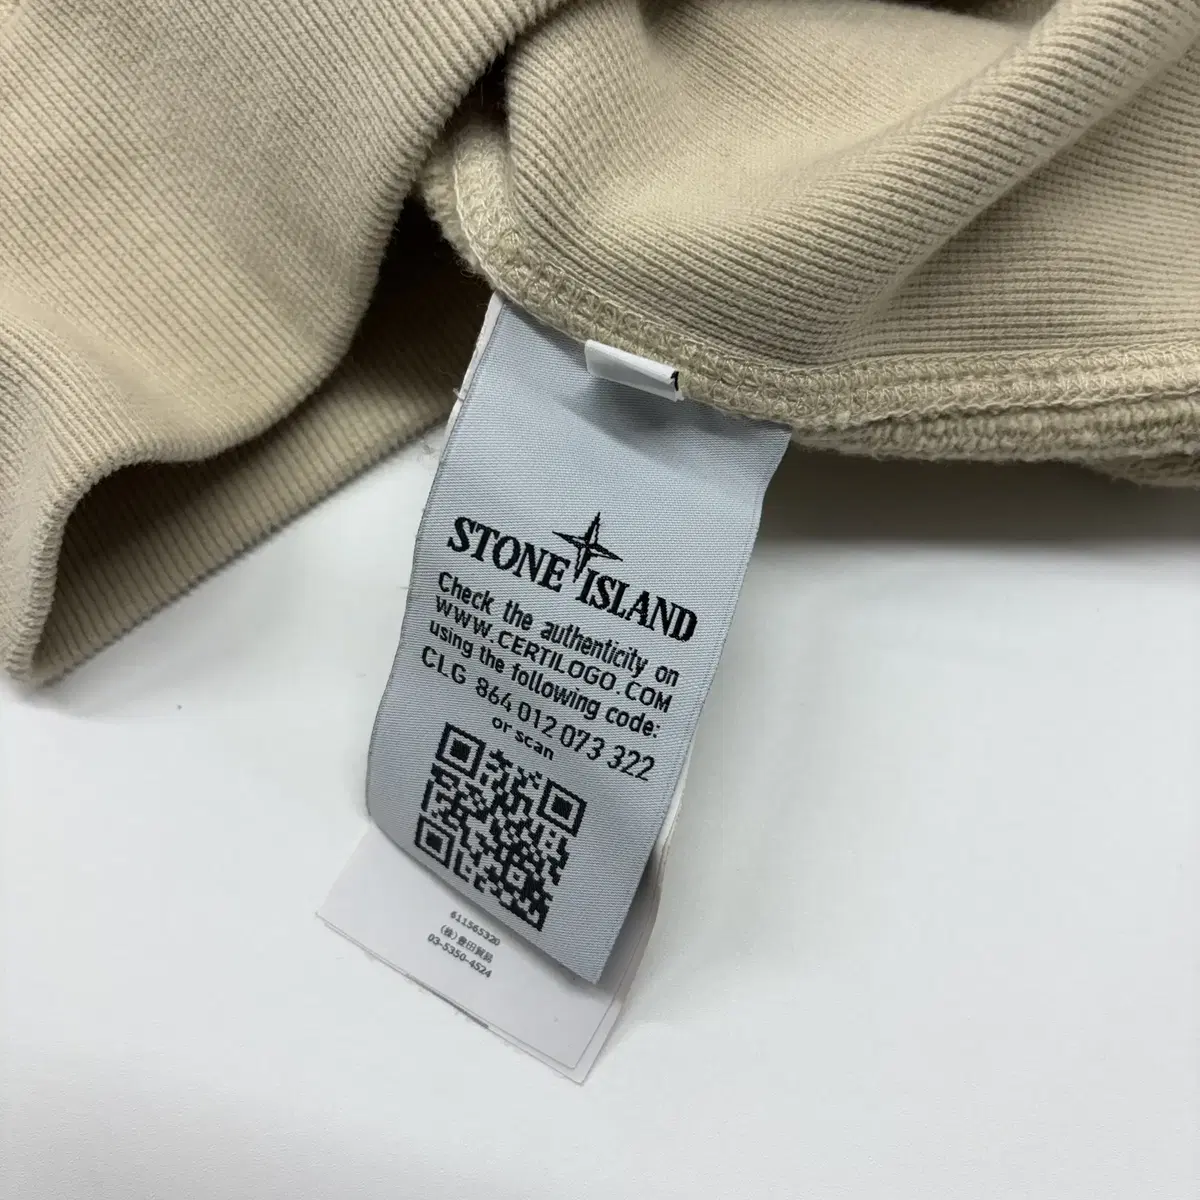 STONE ISLAND
Check the authenticity on
WWW.CERTILOGO.COM
using the following code:
CLG 864 012 073 322
or scan
611565320
(株)豊田貿易
03-5350-4524